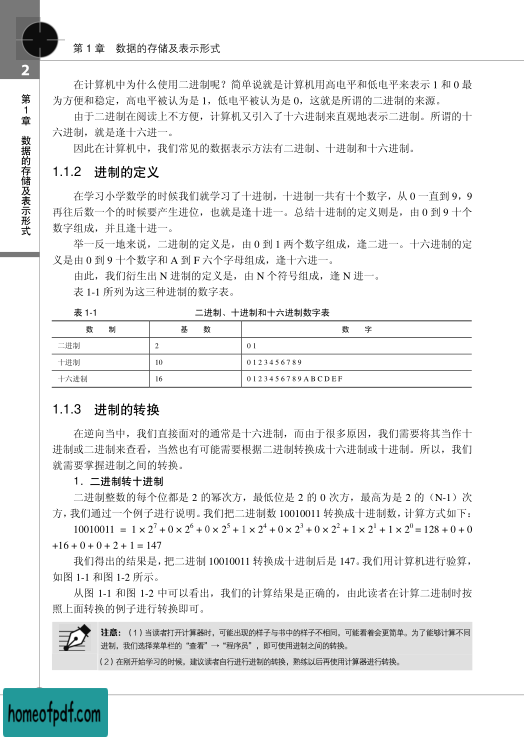 第 1 章　数据的存储及表示形式
2
第1章　数据的存储及表示形式
在计算机中为什么使用二进制呢？简单说就是计算机用高电平和低电平来表示 1 和 0 最
为方便和稳定，高电平被认为是 1，低电平被认为是 0，这就是所谓的二进制的来源。
由于二进制在阅读上不方便，计算机又引入了十六进制来直观地表示二进制。所谓的十
六进制，就是逢十六进一。
因此在计算机中，我们常见的数据表示方法有二进制、十进制和十六进制。
1.1.2　进制的定义
在学习小学数学的时候我们就学习了十进制，十进制一共有十个数字，从 0 一直到 9，9
再往后数一个的时候要产生进位，也就是逢十进一。总结十进制的定义则是，由 0 到 9 十个
数字组成，并且逢十进一。
举一反一地来说，二进制的定义是，由 0 到 1 两个数字组成，逢二进一。十六进制的定
义是由 0 到 9 十个数字和 A 到 F 六个字母组成，逢十六进一。
由此，我们衍生出 N 进制的定义是，由 N 个符号组成，逢 N 进一。
表 1-1 所列为这三种进制的数字表。
表 1-1　二进制、十进制和十六进制数字表
数　制　基　数　数　字
二进制　2　0 1
十进制　10　0 1 2 3 4 5 6 7 8 9
十六进制　16　0 1 2 3 4 5 6 7 8 9 A B C D E F
1.1.3　进制的转换
在逆向当中，我们直接面对的通常是十六进制，而由于很多原因，我们需要将其当作十
进制或二进制来查看，当然也有可能需要根据二进制转换成十六进制或十进制。所以，我们
就需要掌握进制之间的转换。
1．二进制转十进制
二进制整数的每个位都是 2 的幂次方，最低位是 2 的 0 次方，最高为是 2 的（N-1）次
方，我们通过一个例子进行说明。我们把二进制数 10010011 转换成十进制数，计算方式如下：
10010011 = 1 × 2⁷ + 0 × 2⁶ + 0 × 2⁵ + 1 × 2⁴ + 0 × 2³ + 0 × 2² + 1 × 2¹ + 1 × 2⁰ = 128 + 0 + 0
+16 + 0 + 0 + 2 + 1 = 147
我们得出的结果是，把二进制 10010011 转换成十进制后是 147。我们用计算机进行验算，
如图 1-1 和图 1-2 所示。
从图 1-1 和图 1-2 中可以看出，我们的计算结果是正确的，由此读者在计算二进制时按
照上面转换的例子进行转换即可。
注意：（1）当读者打开计算器时，可能出现的样子与书中的样子不相同，可能看着会更简单。为了能够计算不同
进制，我们选择菜单栏的“查看”→“程序员”，即可使用进制之间的转换。
（2）在刚开始学习的时候，建议读者自行进行进制的转换，熟练以后再使用计算器进行转换。
homeofpdf.com